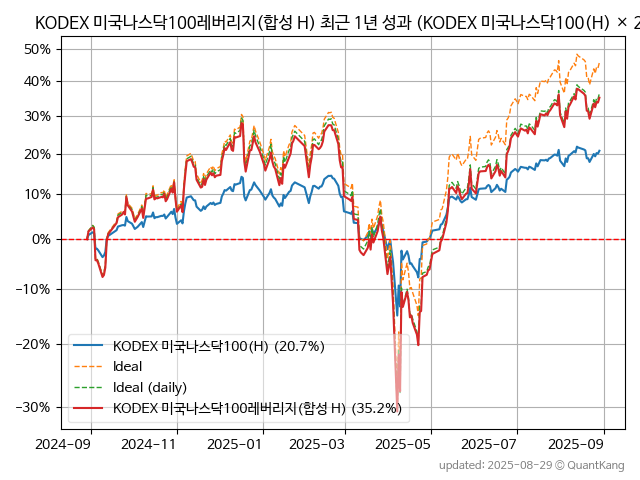 KODEX 미국나스닥100레버리지(합성 H) 최근 1년 성과 (KODEX 미국나스닥100(H) × 2
50%
40%
30%
20%
10%
0%
-10%
-20%
-30%
KODEX 미국나스닥100(H) (20.7%)
Ideal
Ideal (daily)
KODEX 미국나스닥100레버리지(합성 H) (35.2%)
2024-09 2024-11 2025-01 2025-03 2025-05 2025-07 2025-09
updated: 2025-08-29 © QuantKang